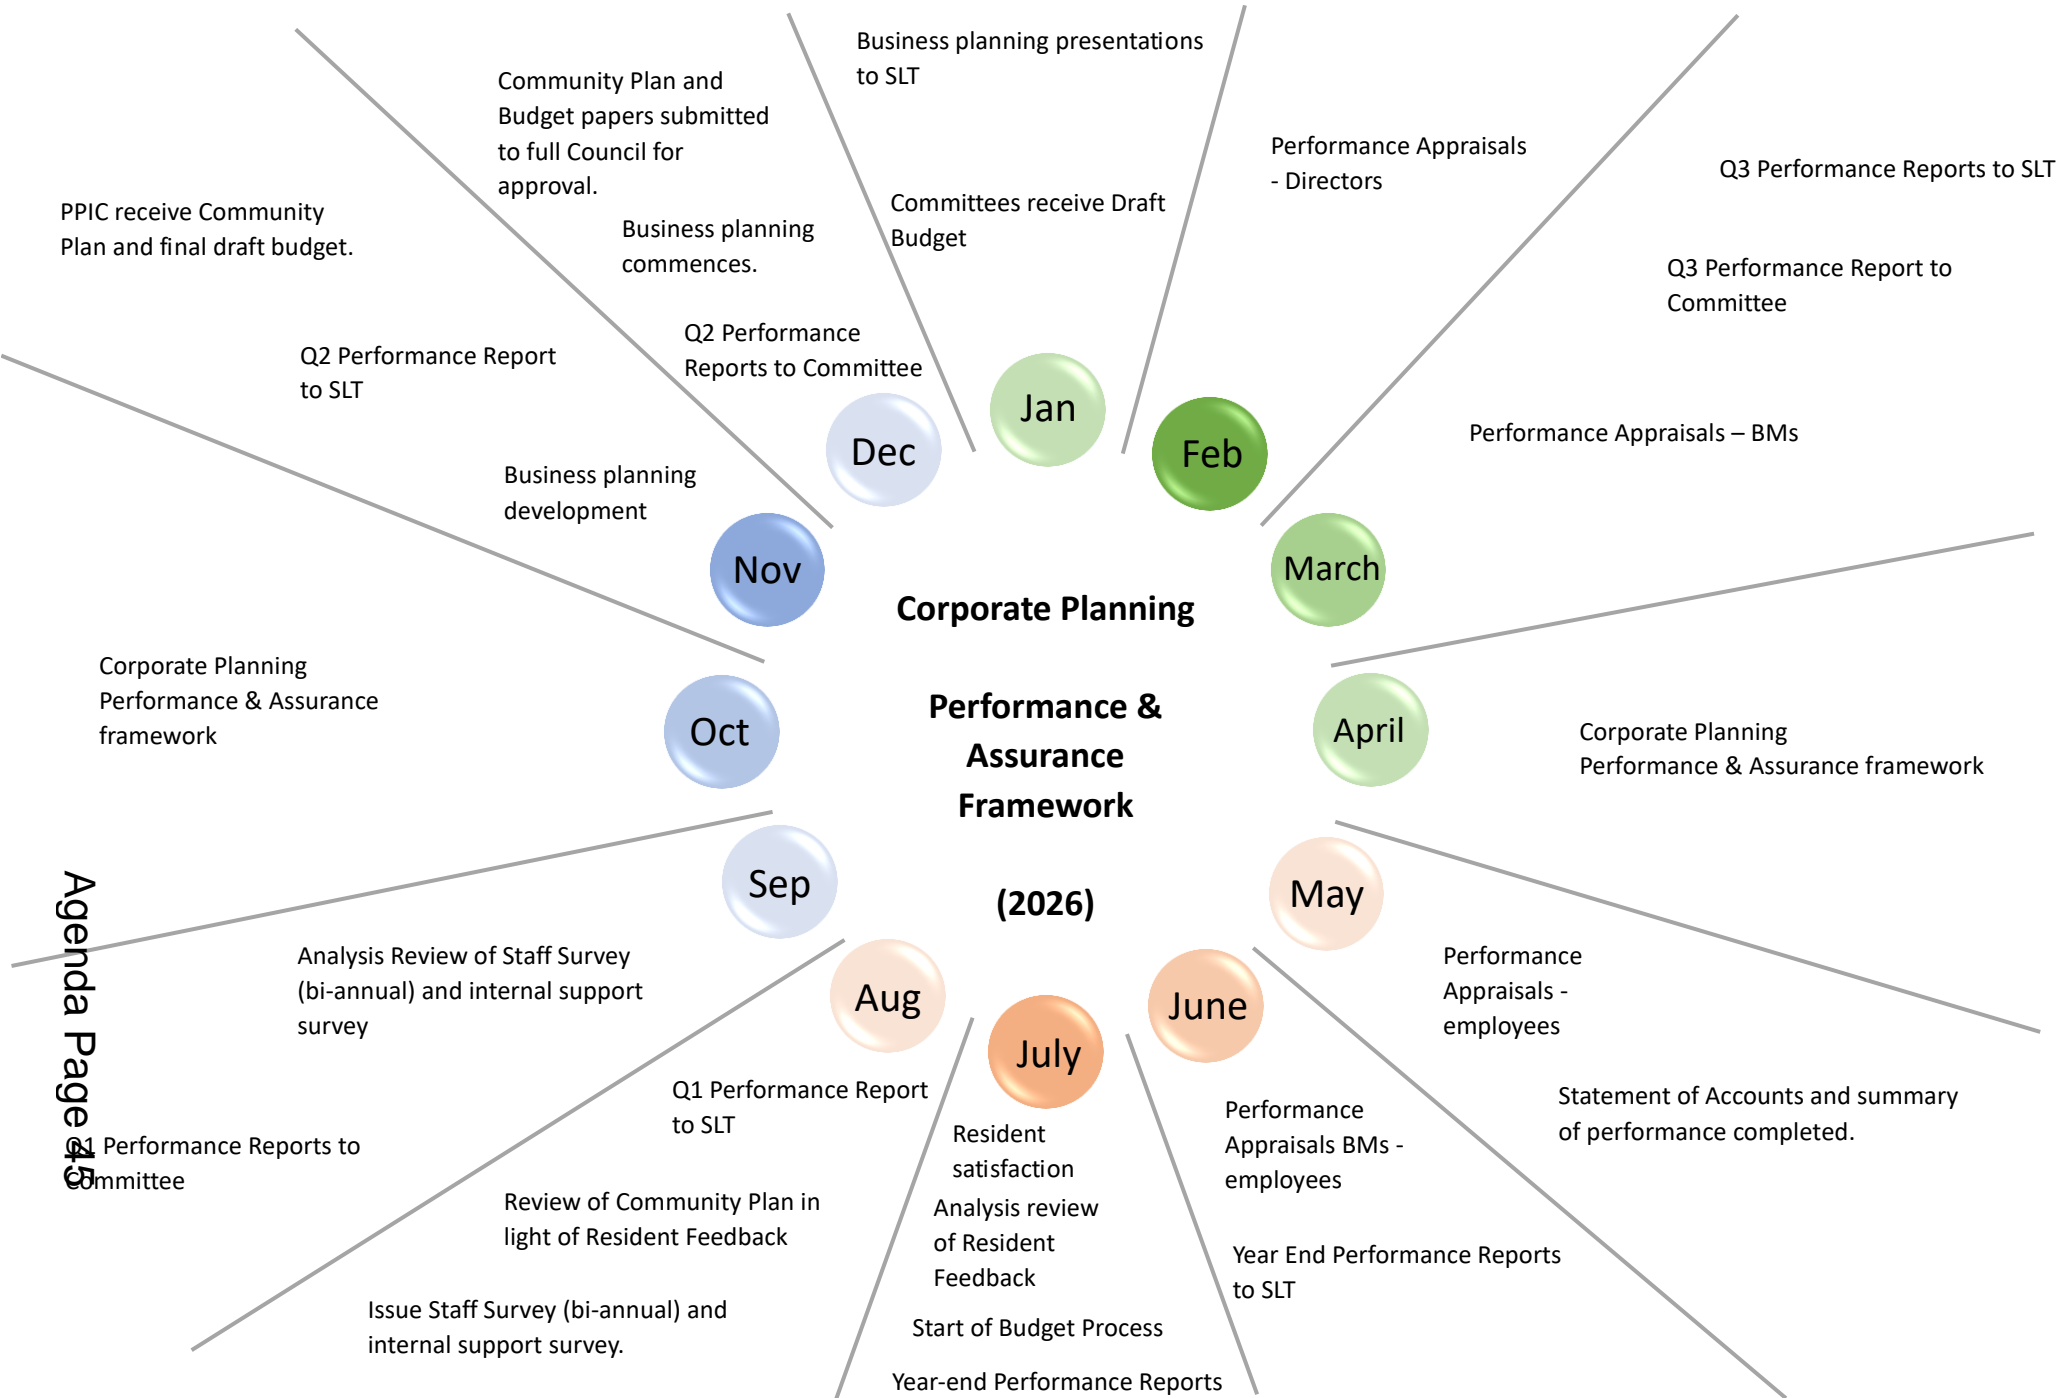 Business planning presentations
to SLT
Committees receive Draft
Budget
Jan
Performance Appraisals
- Directors
Feb
Q3 Performance Reports to SLT
Q3 Performance Report to
Committee
Performance Appraisals – BMs
March
Corporate Planning
Performance & Assurance framework
April
May
Performance
Appraisals -
employees
Statement of Accounts and summary
of performance completed.
June
Performance
Appraisals BMs -
employees
Year End Performance Reports
to SLT
July
Resident
satisfaction
Analysis review
of Resident
Feedback
Start of Budget Process
Year-end Performance Reports
Aug
Q1 Performance Report
to SLT
Review of Community Plan in
light of Resident Feedback
Issue Staff Survey (bi-annual) and
internal support survey.
Sep
Analysis Review of Staff Survey
(bi-annual) and internal support
survey
Q1 Performance Reports to
Committee
Oct
Corporate Planning
Performance & Assurance
framework
Nov
PPIC receive Community
Plan and final draft budget.
Q2 Performance Report
to SLT
Business planning
development
Dec
Community Plan and
Budget papers submitted
to full Council for
approval.
Business planning
commences.
Q2 Performance
Reports to Committee
Corporate Planning
Performance &
Assurance
Framework
(2026)
Agenda Page 45